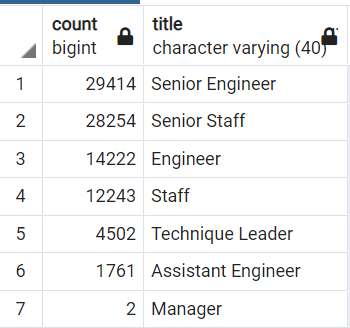 count title
bigint character varying (40)
1 29414 Senior Engineer
2 28254 Senior Staff
3 14222 Engineer
4 12243 Staff
5 4502 Technique Leader
6 1761 Assistant Engineer
7 2 Manager